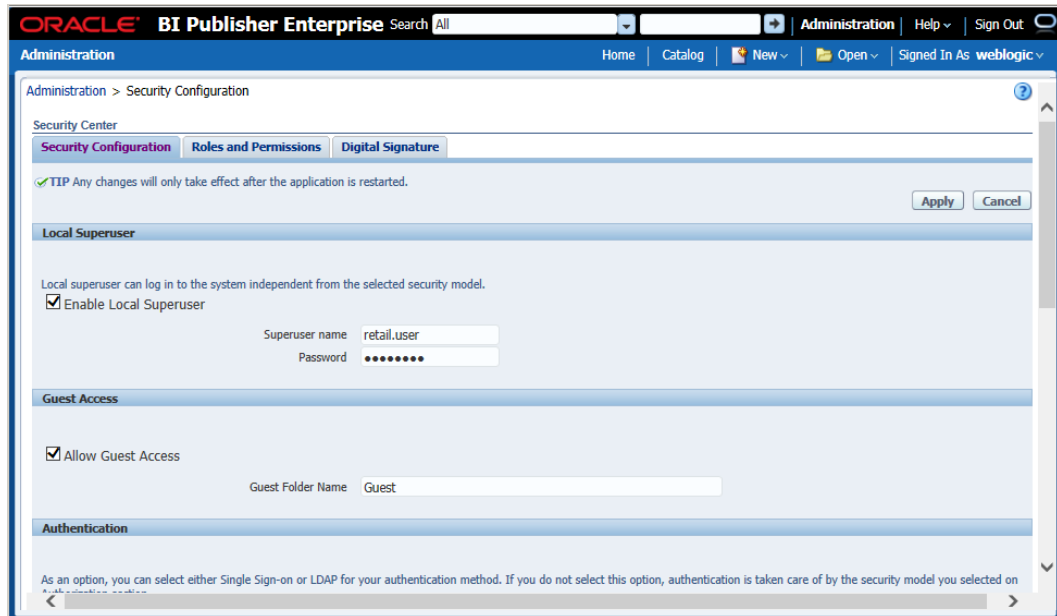 ORACLE BI Publisher Enterprise Search All Administration Help Sign Out
Administration Home Catalog New Open Signed In As weblogic
Administration > Security Configuration
Security Center
Security Configuration Roles and Permissions Digital Signature
TIP Any changes will only take effect after the application is restarted.
Apply Cancel
Local Superuser
Local superuser can log in to the system independent from the selected security model.
Enable Local Superuser
Superuser name retail.user
Password ••••••••
Guest Access
Allow Guest Access
Guest Folder Name Guest
Authentication
As an option, you can select either Single Sign-on or LDAP for your authentication method. If you do not select this option, authentication is taken care of by the security model you selected on